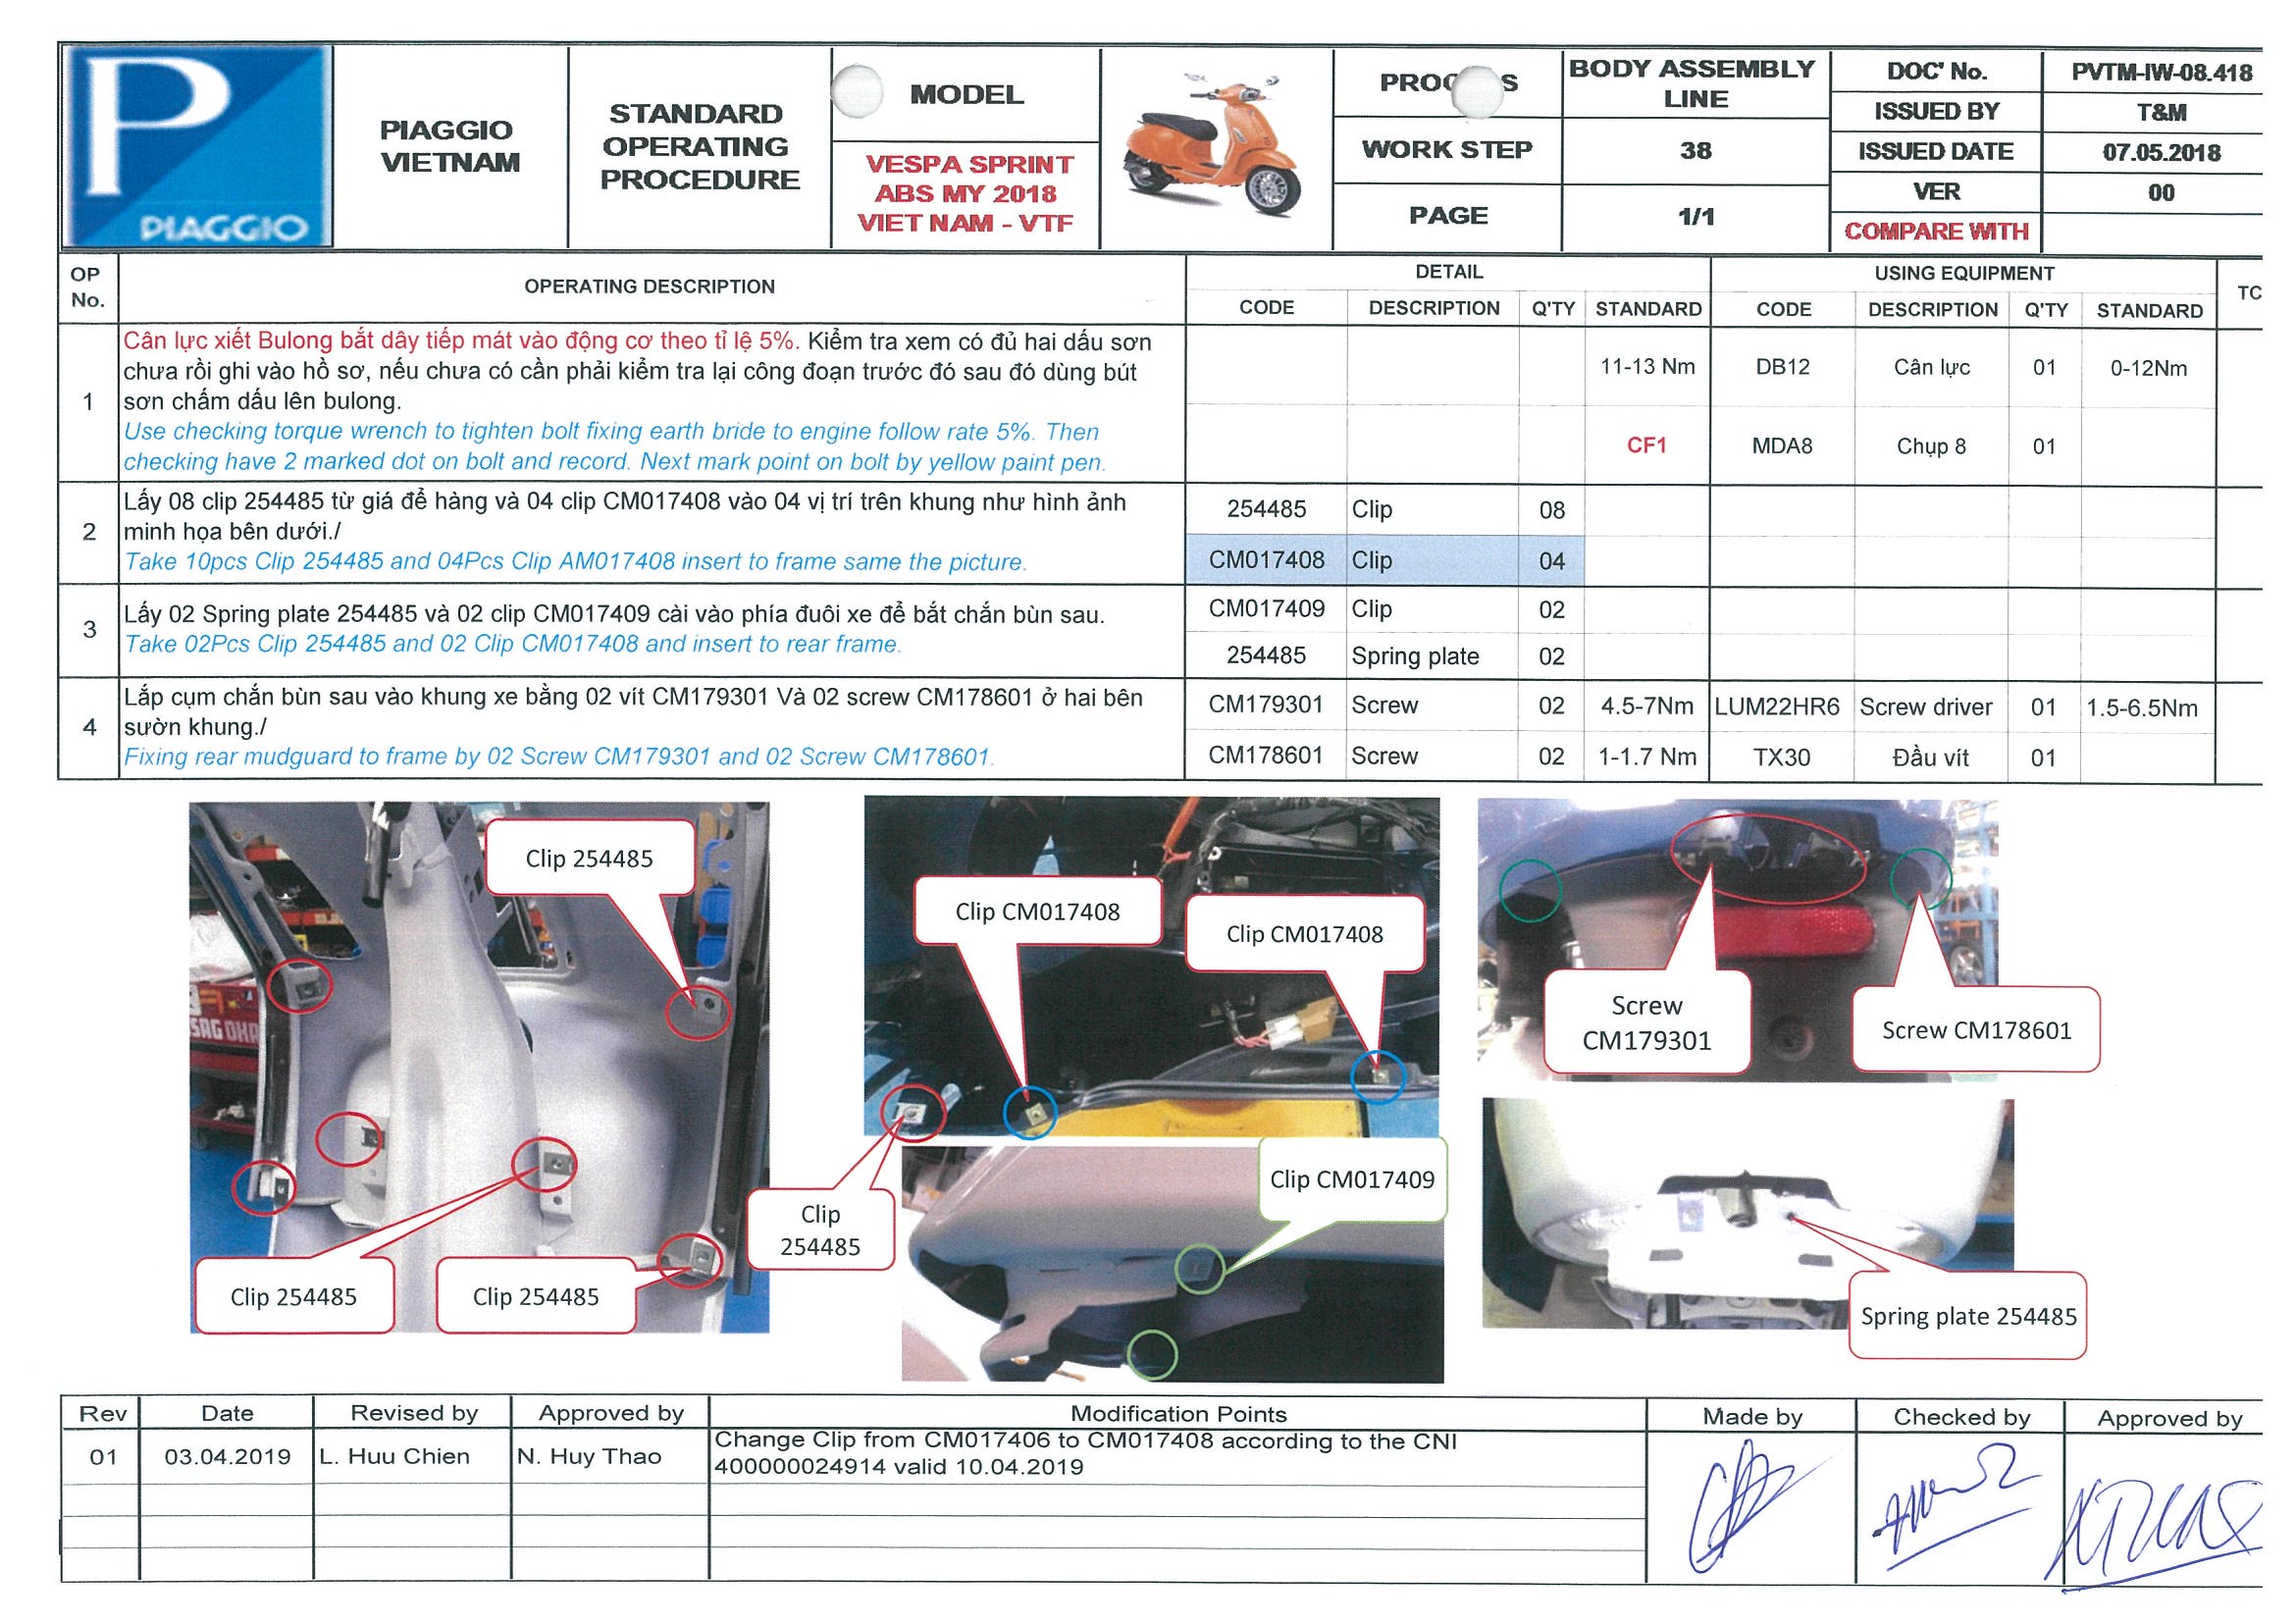 P
PIAGGIO
PIAGGIO
VIETNAM
STANDARD
OPERATING
PROCEDURE
MODEL
VESPA SPRINT
ABS MY 2018
VIET NAM - VTF
WORK STEP
PAGE
BODY ASSEMBLY
LINE
38
1/1
DOC' No.
PVTM-IW-08.418
ISSUED BY
T&M
ISSUED DATE
07.05.2018
VER
00
COMPARE WITH
OP
No.
OPERATING DESCRIPTION
DETAIL
USING EQUIPMENT
TC
CODE
DESCRIPTION
Q'TY
STANDARD
CODE
DESCRIPTION
Q'TY
STANDARD
1
Cân lực xiết Bulong bắt dây tiếp mát vào động cơ theo tỉ lệ 5%. Kiểm tra xem có đủ hai dấu sơn
chưa rồi ghi vào hồ sơ, nếu chưa có cần phải kiểm tra lại công đoạn trước đó sau đó dùng bút
sơn chấm dấu lên bulong.
Use checking torque wrench to tighten bolt fixing earth bride to engine follow rate 5%. Then
checking have 2 marked dot on bolt and record. Next mark point on bolt by yellow paint pen.
11-13 Nm
DB12
Cân lực
01
0-12Nm
CF1
MDA8
Chụp 8
01
2
Lấy 08 clip 254485 từ giá để hàng và 04 clip CM017408 vào 04 vị trí trên khung như hình ảnh
minh họa bên dưới./
Take 10pcs Clip 254485 and 04Pcs Clip AM017408 insert to frame same the picture.
254485
Clip
08
CM017408
Clip
04
3
Lấy 02 Spring plate 254485 và 02 clip CM017409 cài vào phía đuôi xe để bắt chắn bùn sau.
Take 02Pcs Clip 254485 and 02 Clip CM017408 and insert to rear frame.
CM017409
Clip
02
254485
Spring plate
02
4
Lắp cụm chắn bùn sau vào khung xe bằng 02 vít CM179301 Và 02 screw CM178601 ở hai bên
sườn khung./
Fixing rear mudguard to frame by 02 Screw CM179301 and 02 Screw CM178601.
CM179301
Screw
02
4.5-7Nm
LUM22HR6
Screw driver
01
1.5-6.5Nm
CM178601
Screw
02
1-1.7 Nm
TX30
Đầu vít
01
Clip 254485
Clip 254485
Clip 254485
Clip CM017408
Clip CM017408
Clip
254485
Clip CM017409
Screw
CM179301
Screw CM178601
Spring plate 254485
Rev
Date
Revised by
Approved by
Modification Points
Made by
Checked by
Approved by
01
03.04.2019
L. Huu Chien
N. Huy Thao
Change Clip from CM017406 to CM017408 according to the CNI
400000024914 valid 10.04.2019